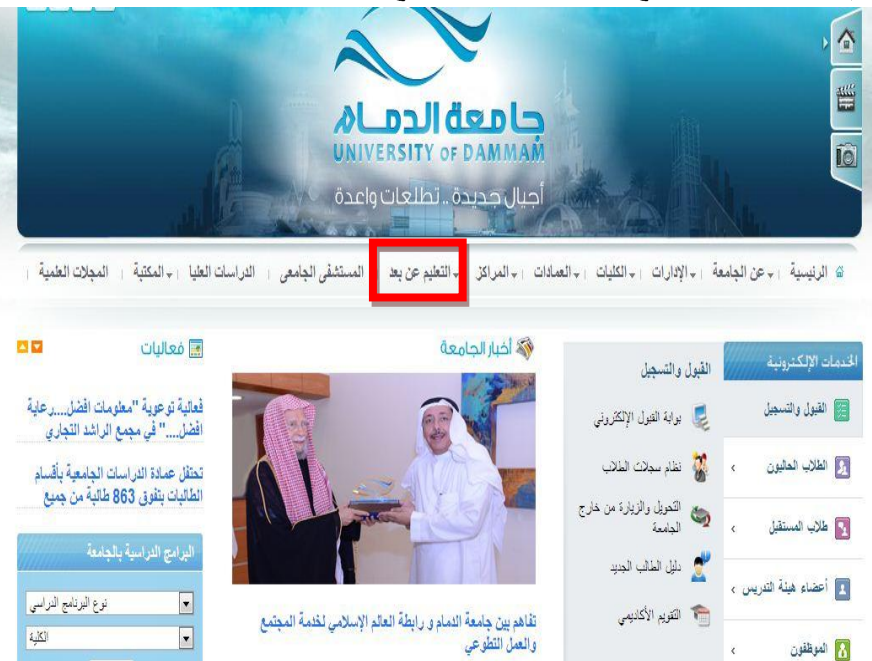 جامعة الدمام
UNIVERSITY OF DAMMAM
أجيال جديدة .. تطلعات واعدة
الرئيسية عن الجامعة الإدارات الكليات العمادات المراكز التعليم عن بعد المستشفى الجامعى الدراسات العليا المكتبة المجلات العلمية
الخدمات الإلكترونية
القبول والتسجيل
الطلاب الحاليون
طلاب المستقبل
أعضاء هيئة التدريس
الموظفون
القبول والتسجيل
بوابة القبول الإلكتروني
نظام سجلات الطلاب
التحويل والزيارة من خارج
الجامعة
دليل الطالب الجديد
التقويم الأكاديمي
أخبار الجامعة
تفاهم بين جامعة الدمام و رابطة العالم الإسلامي لخدمة المجتمع
والعمل التطوعي
فعاليات
فعالية توعوية "معلومات افضل....رعاية
افضل...." في مجمع الراشد التجاري
تحتفل عمادة الدراسات الجامعية بأقسام
الطالبات بتفوق 863 طالبة من جميع
البرامج الدراسية بالجامعة
نوع البرنامج الدراسي
الكلية